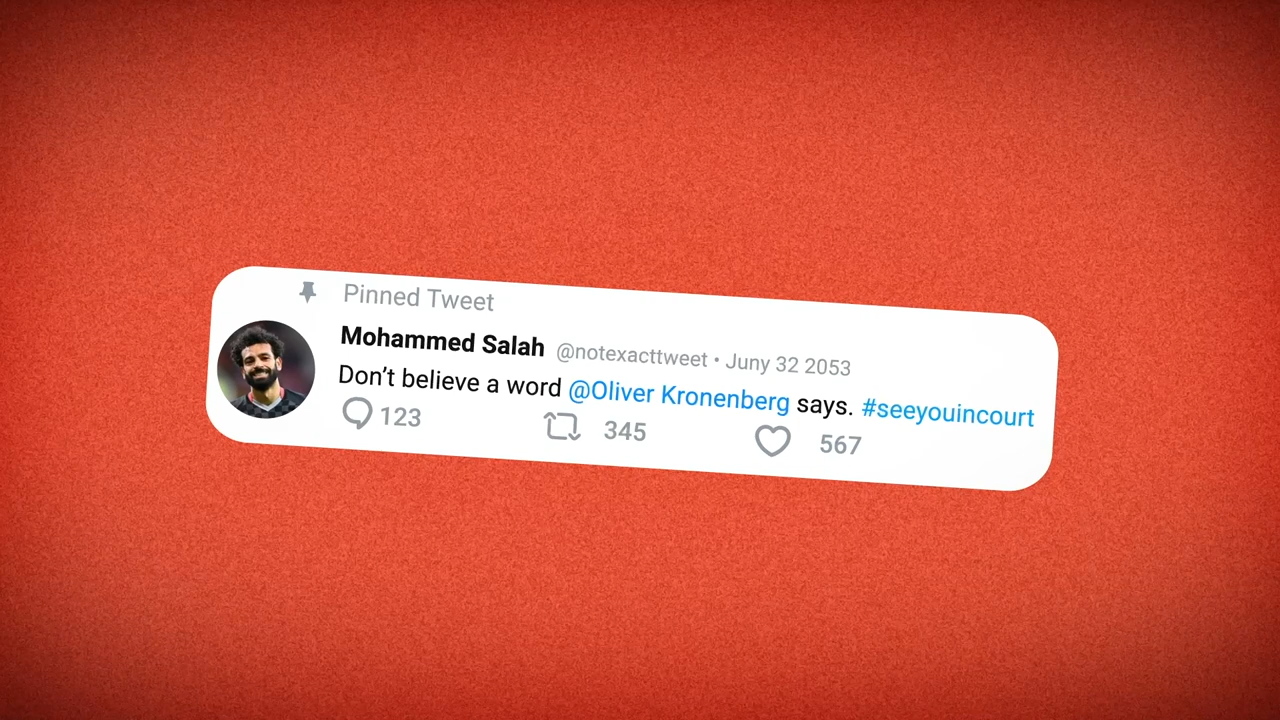 Pinned Tweet
Mohammed Salah @notexacttweet • Juny 32 2053
Don’t believe a word @Oliver Kronenberg says. #seeyouincourt
123 345 567